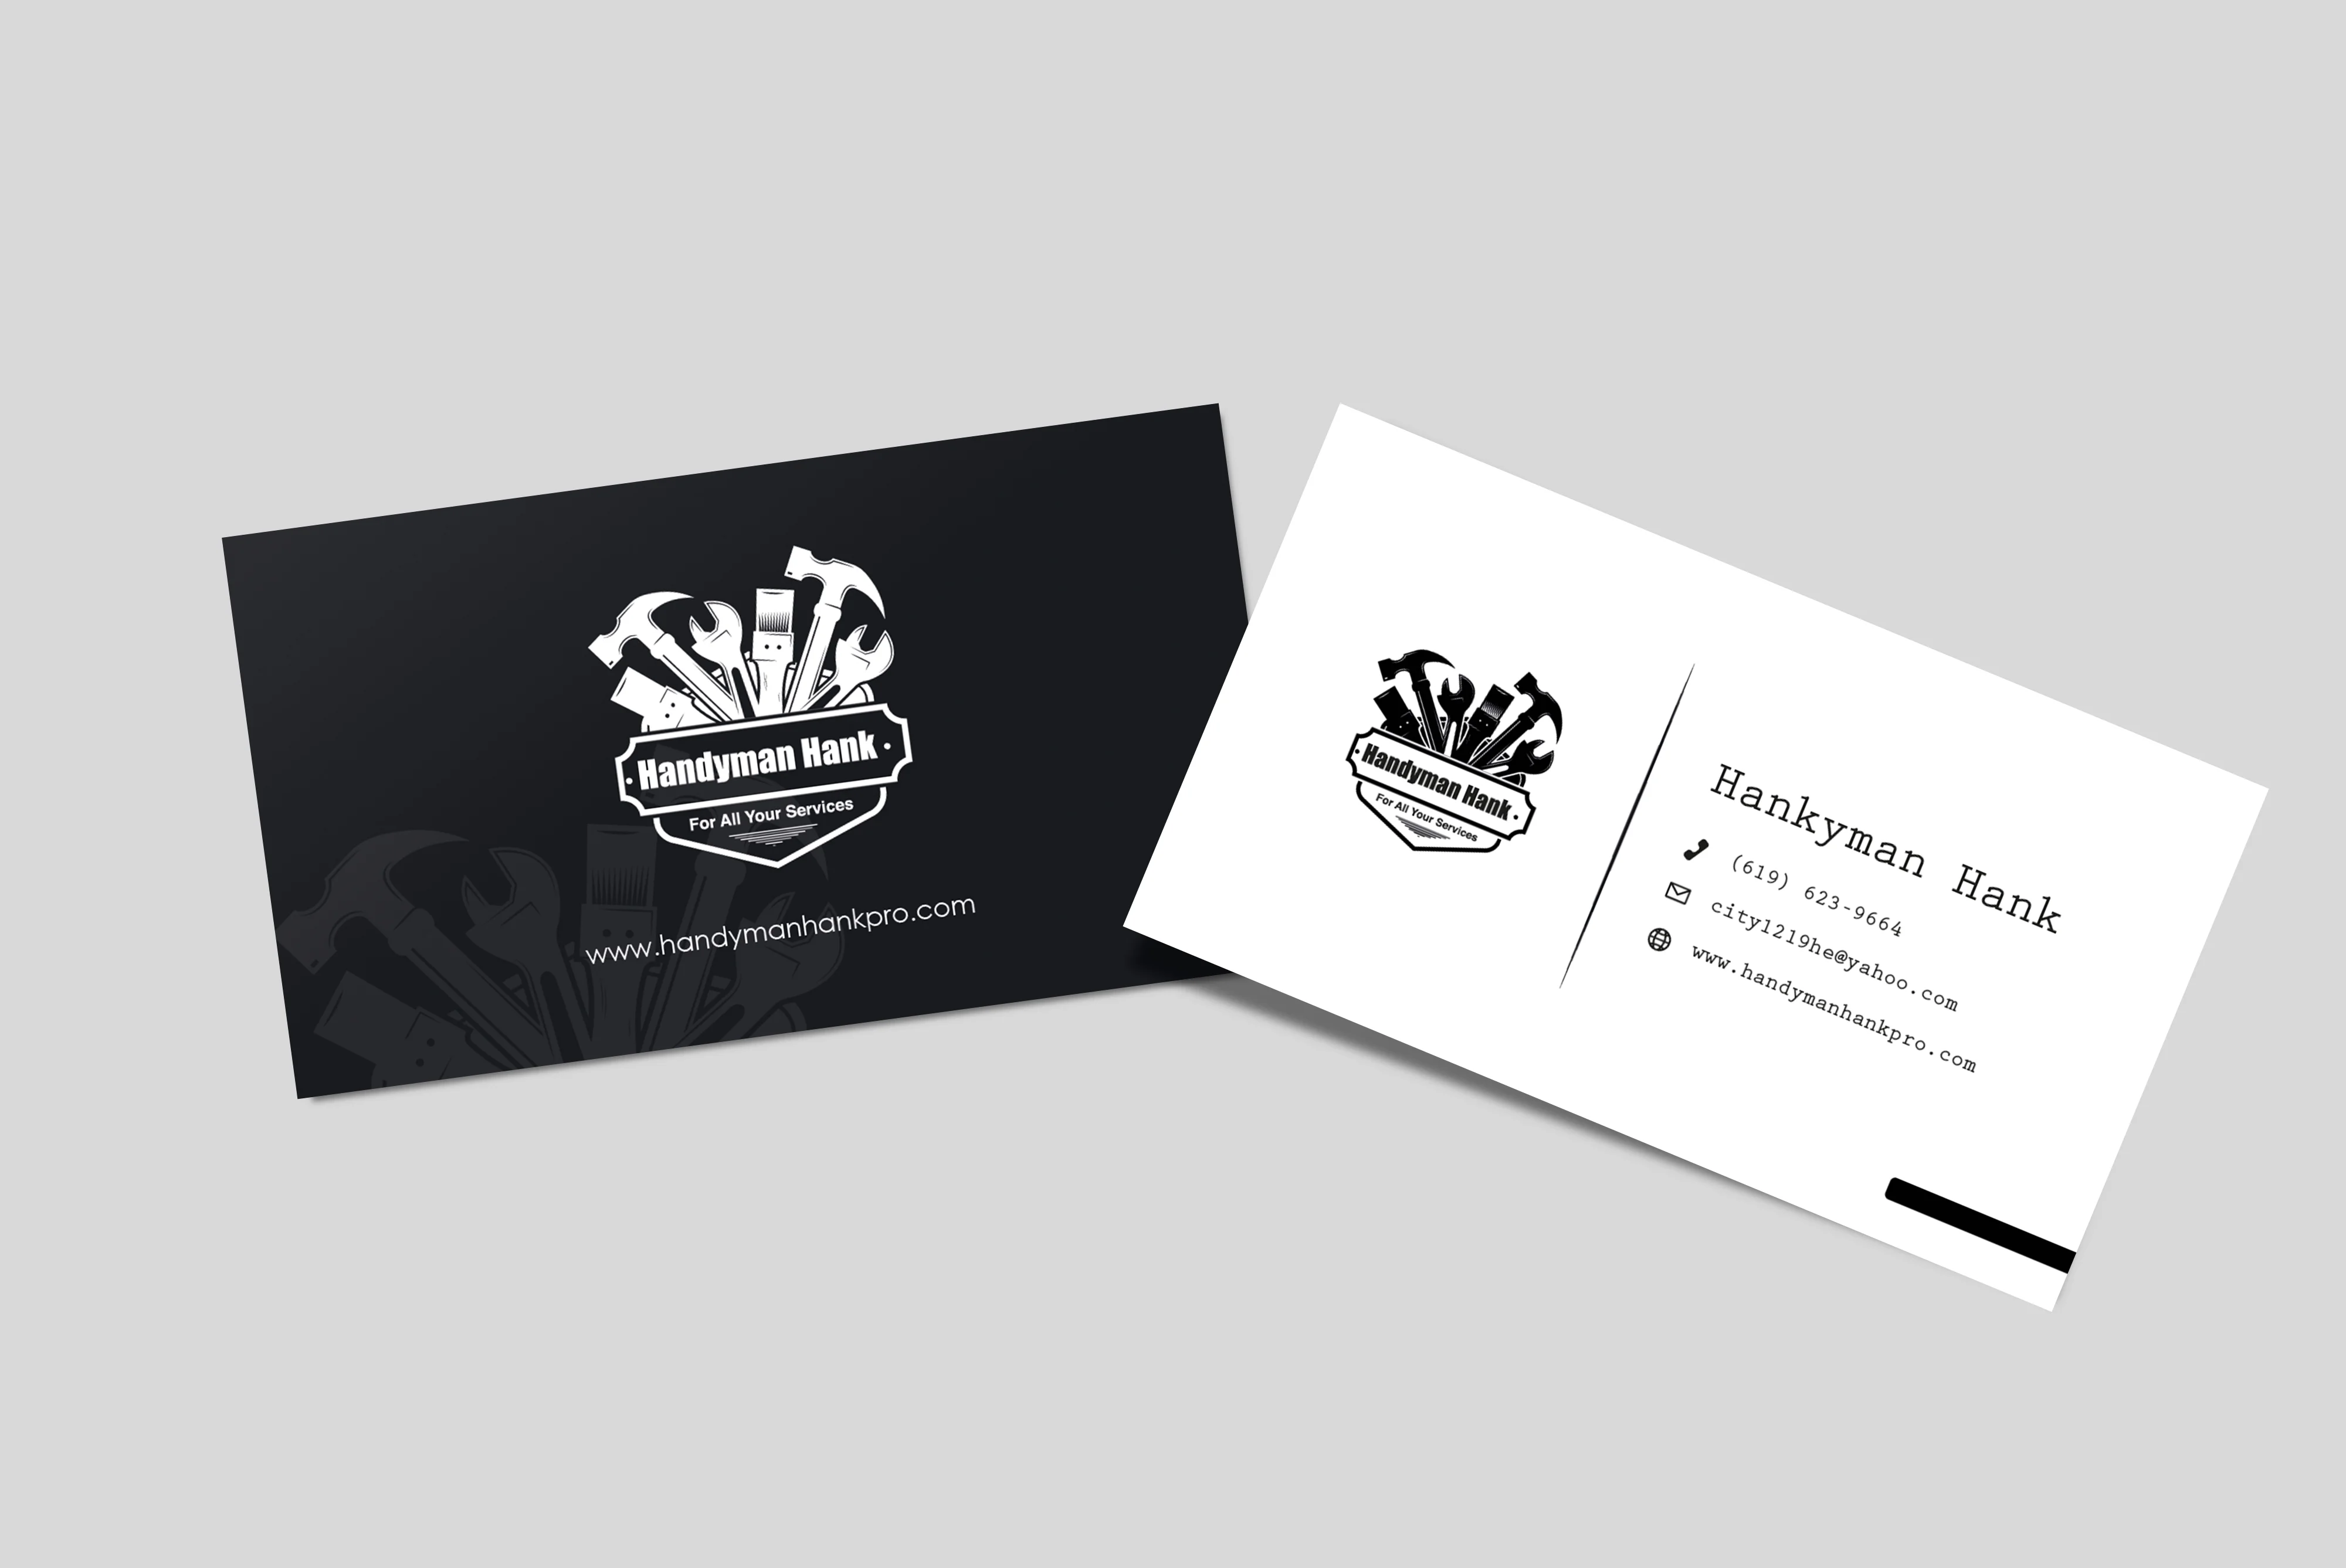 Handyman Hank
For All Your Services
www.handymanhankpro.com
Handyman Hank
For All Your Services
Hankyman Hank
(619) 623-9664
city1219he@yahoo.com
www.handymanhankpro.com